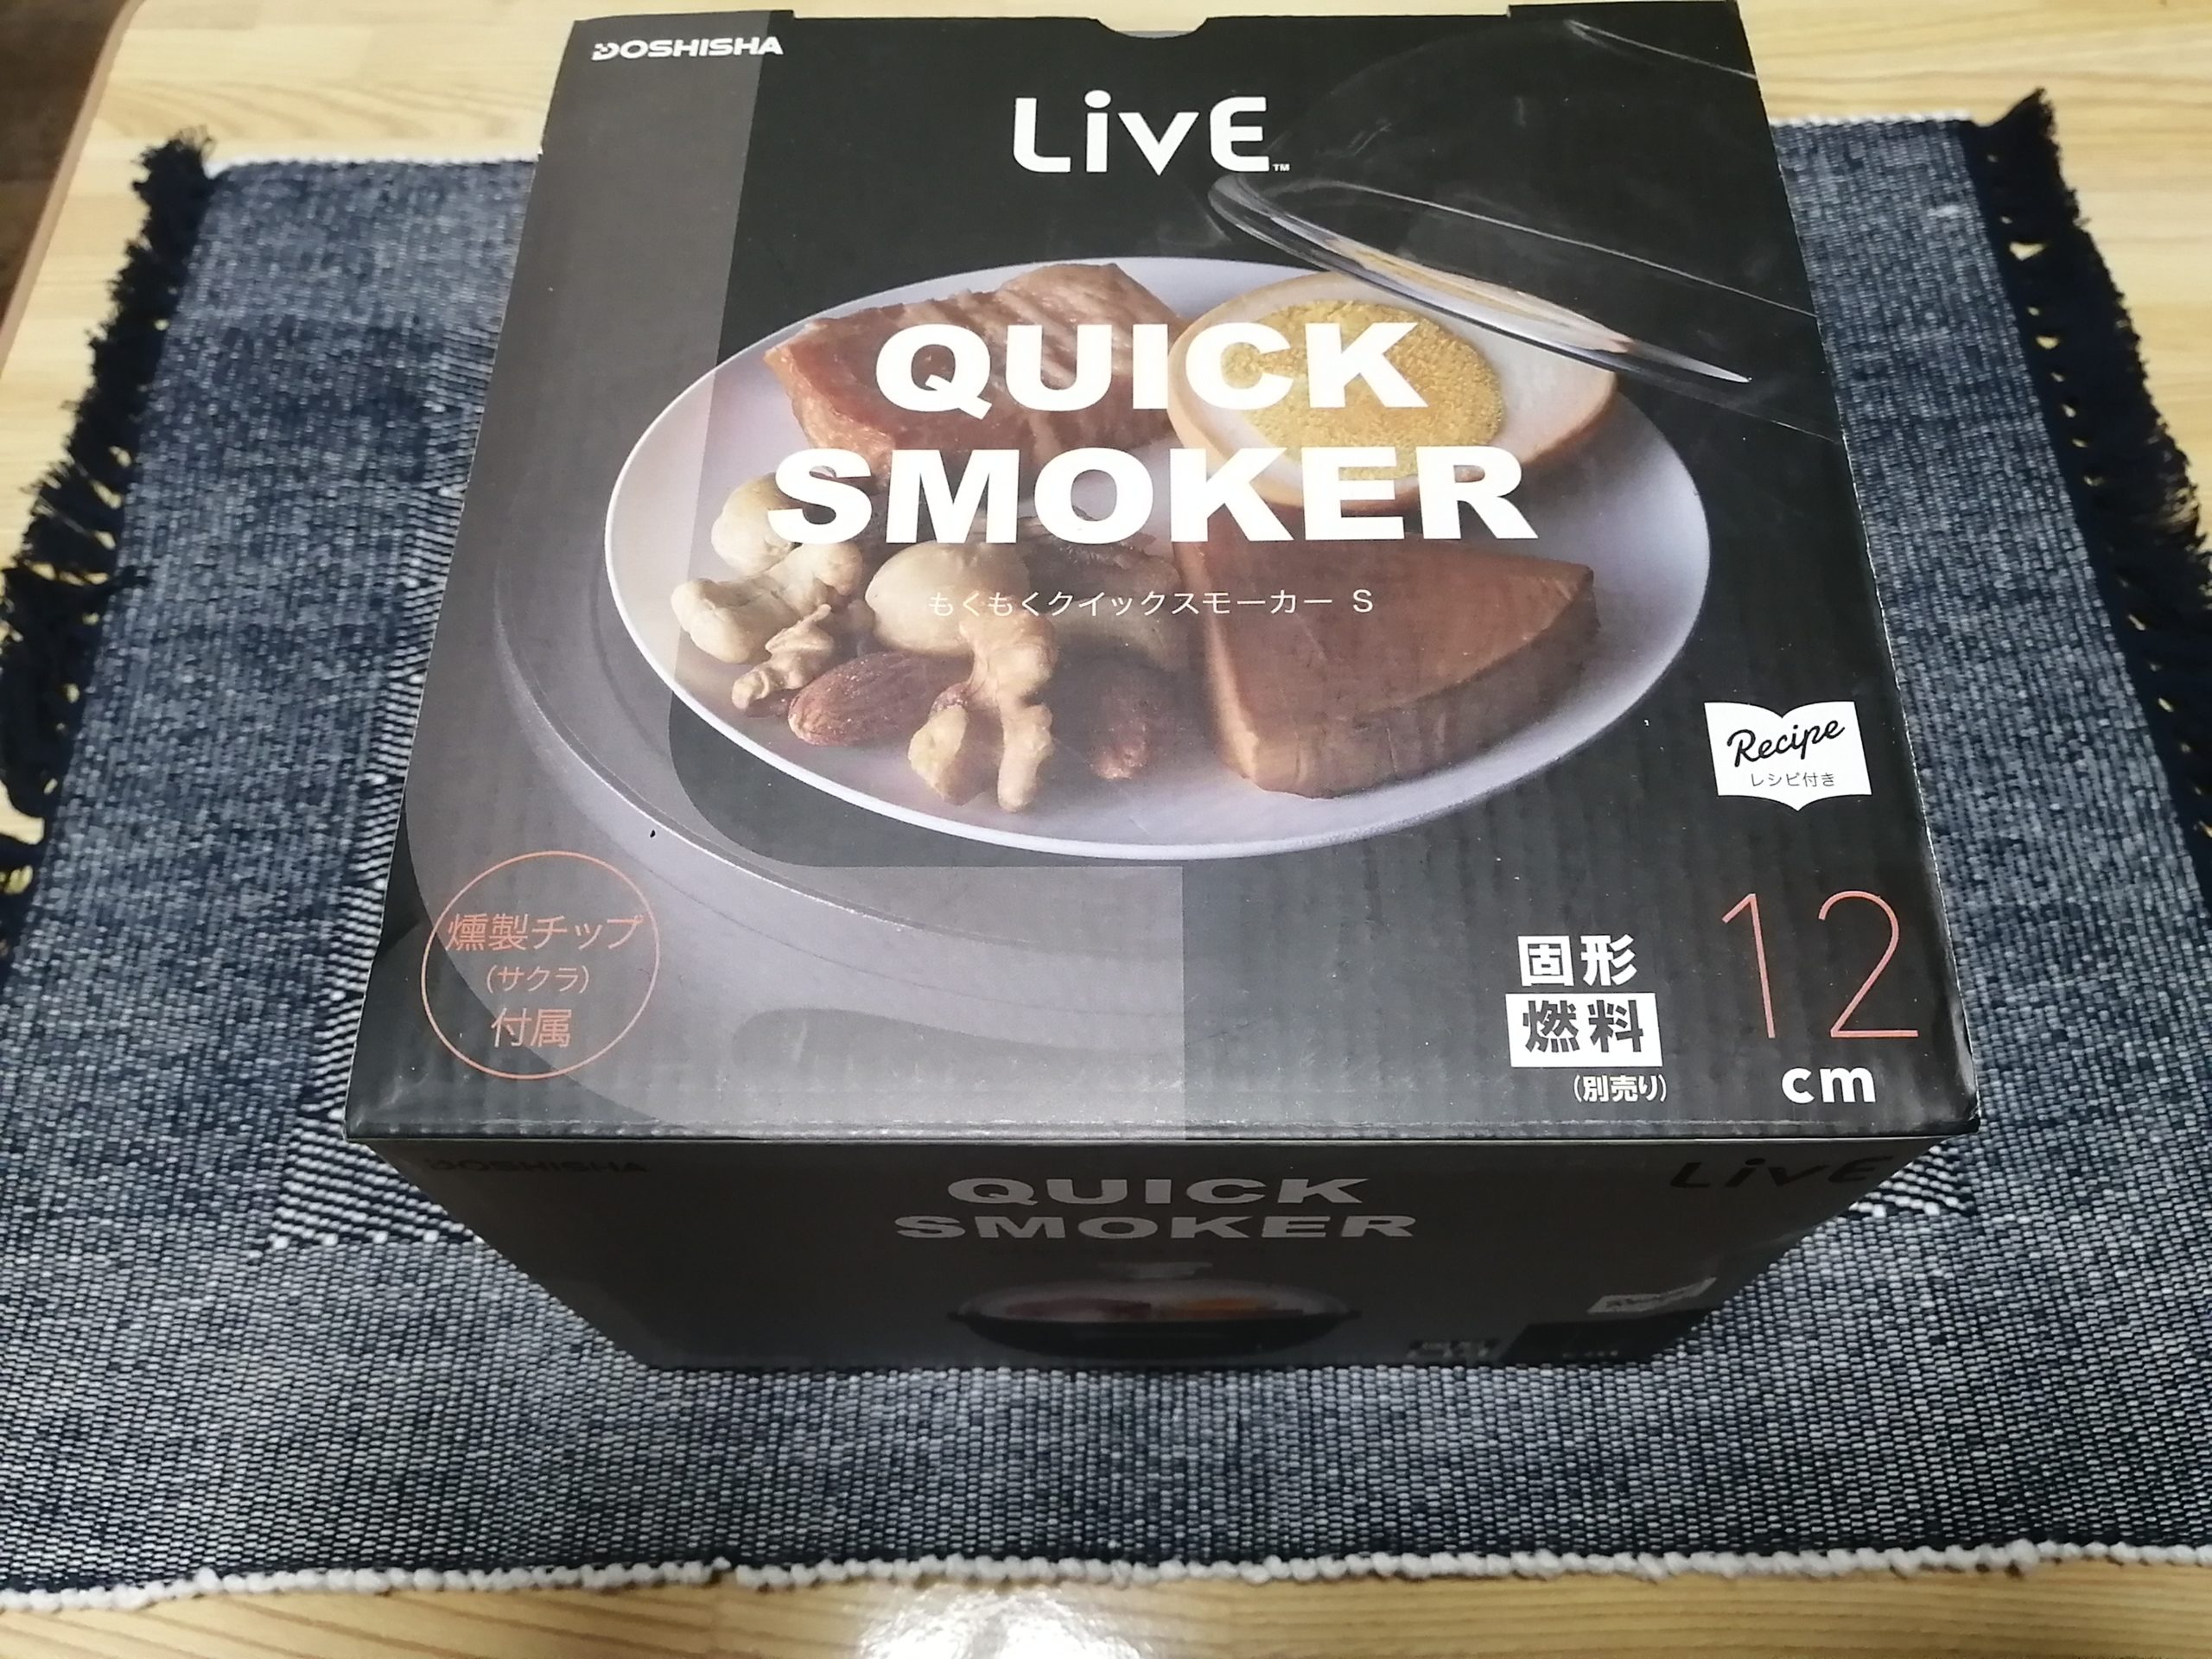 DOSHISHA
LivE™
QUICK
SMOKER
もくもくクイックスモーカー S
Recipe
レシピ付き
燻製チップ
(サクラ)
付属
固形
燃料
(別売り)
12
cm
DOSHISHA
LivE
QUICK
SMOKER